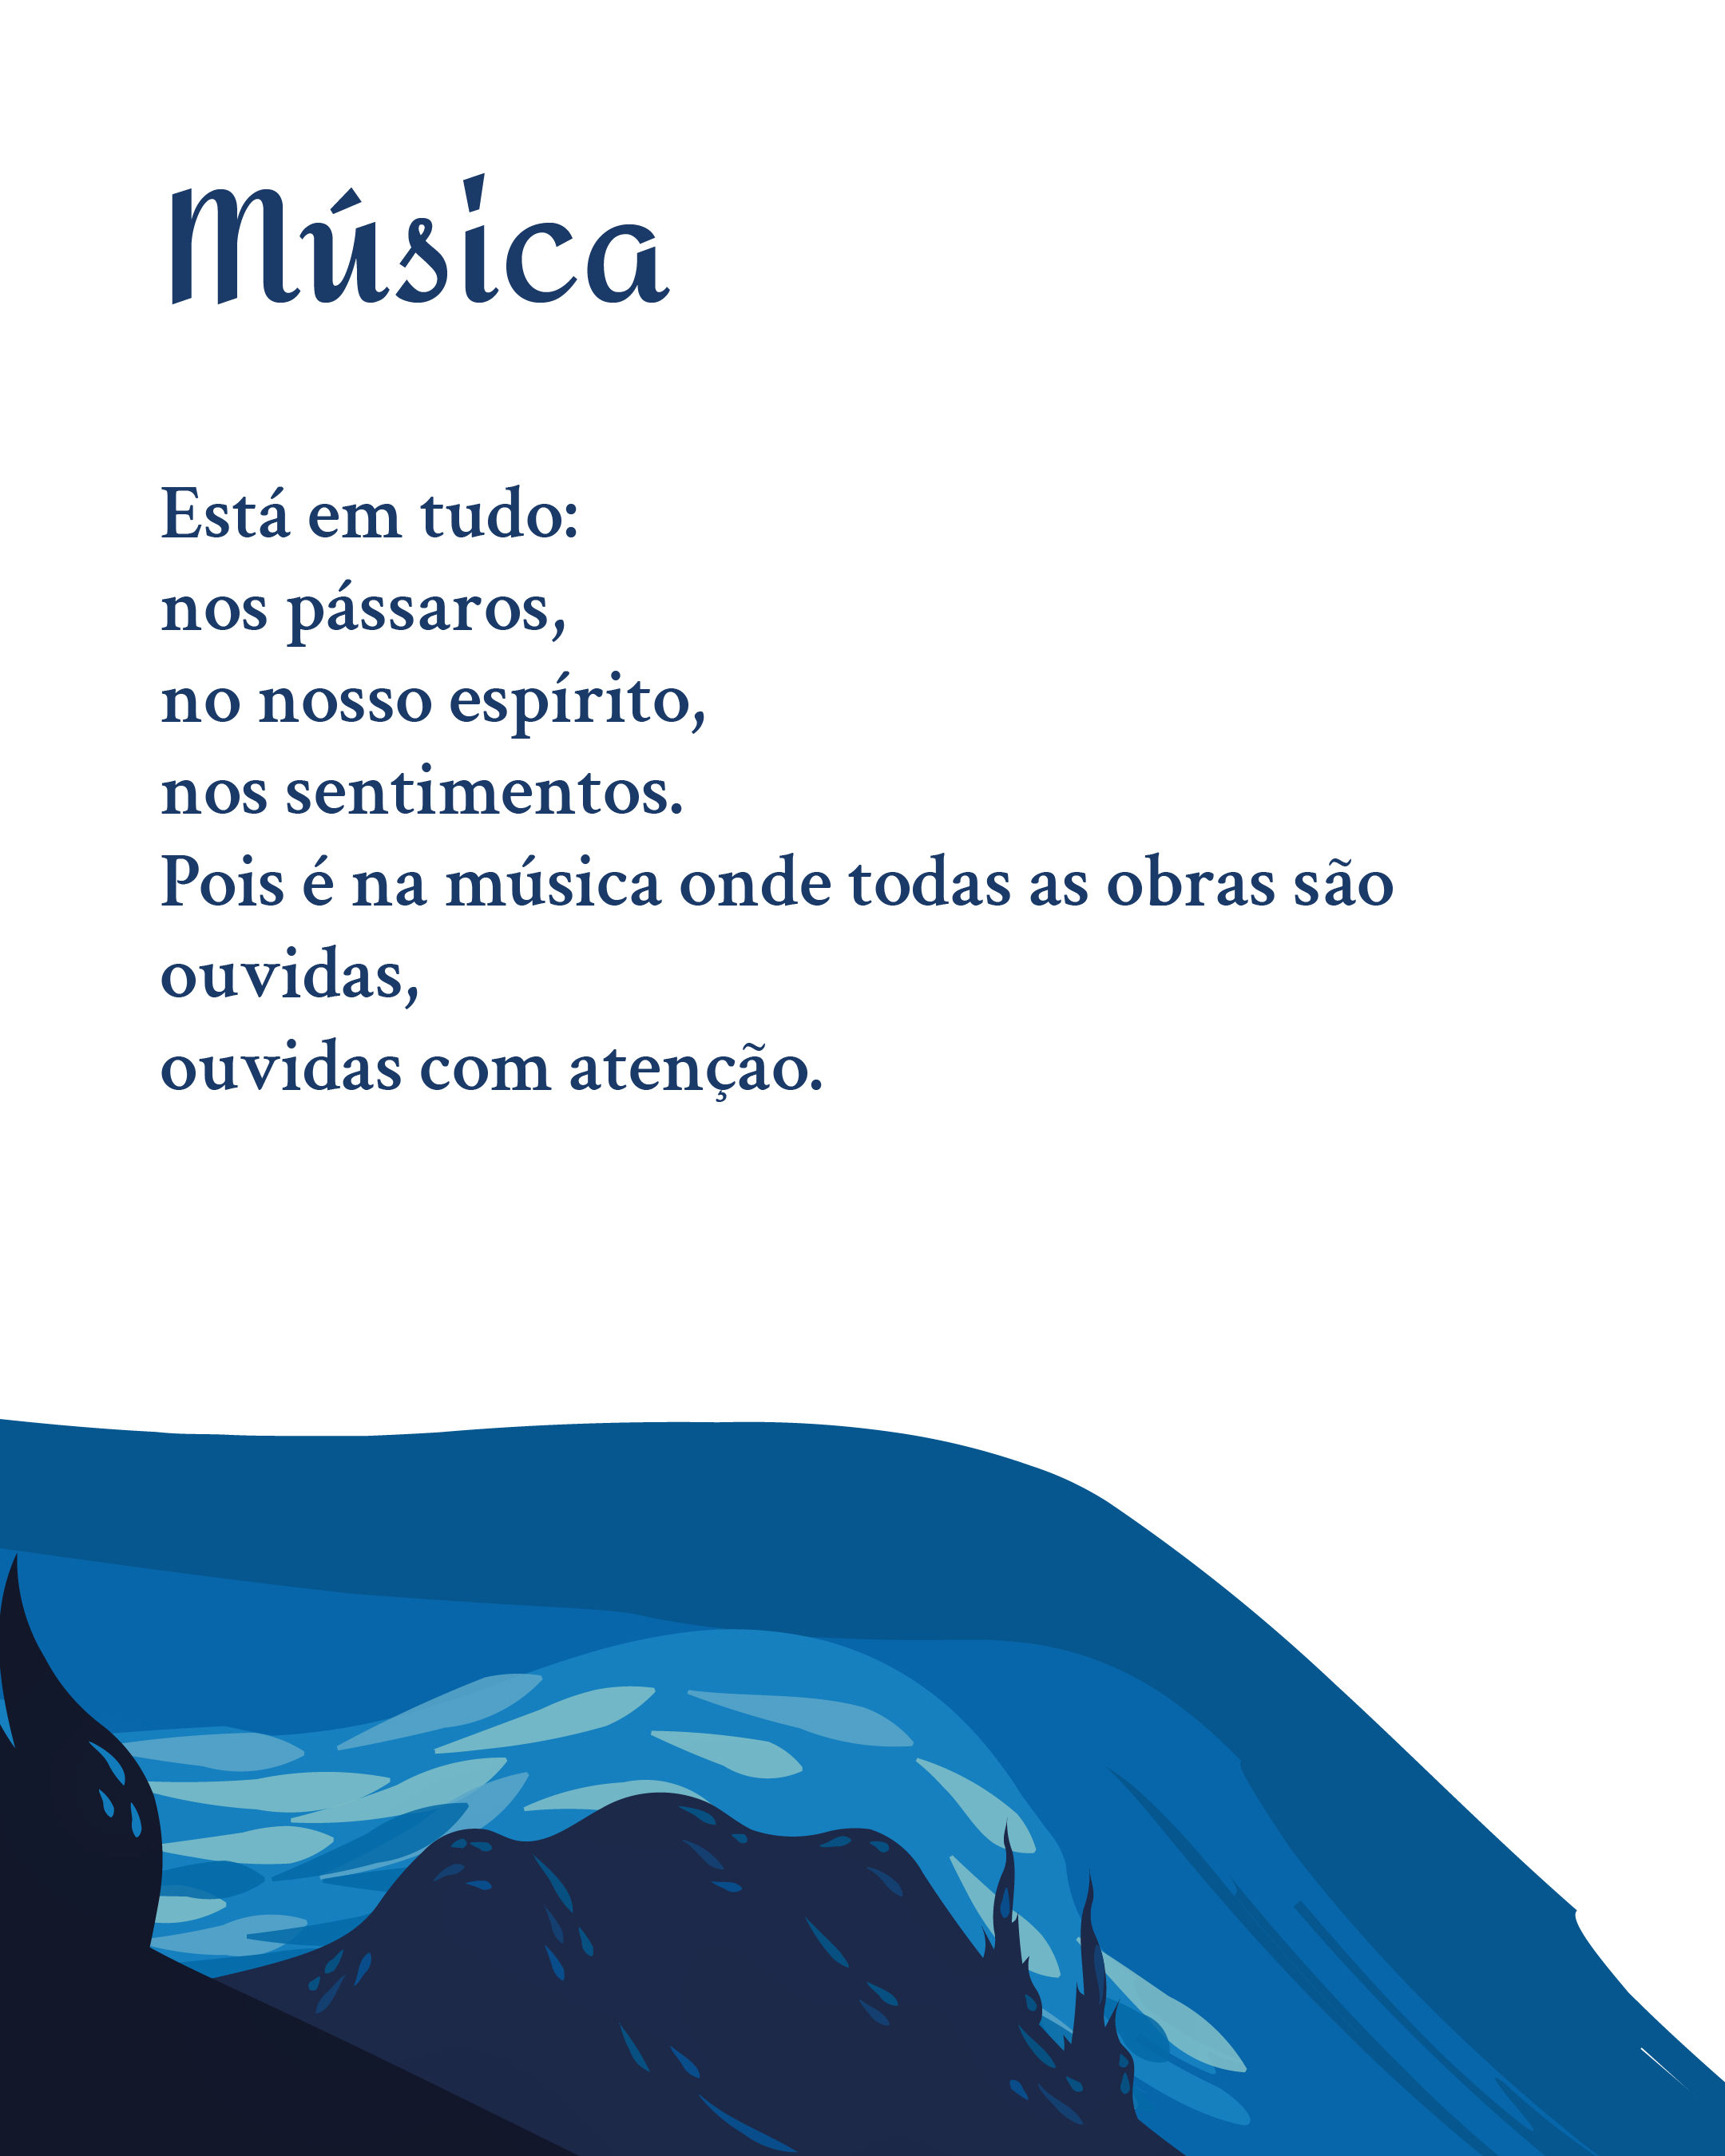 Música
Está em tudo:
nos pássaros,
no nosso espírito,
nos sentimentos.
Pois é na música onde todas as obras são
ouvidas,
ouvidas com atenção.